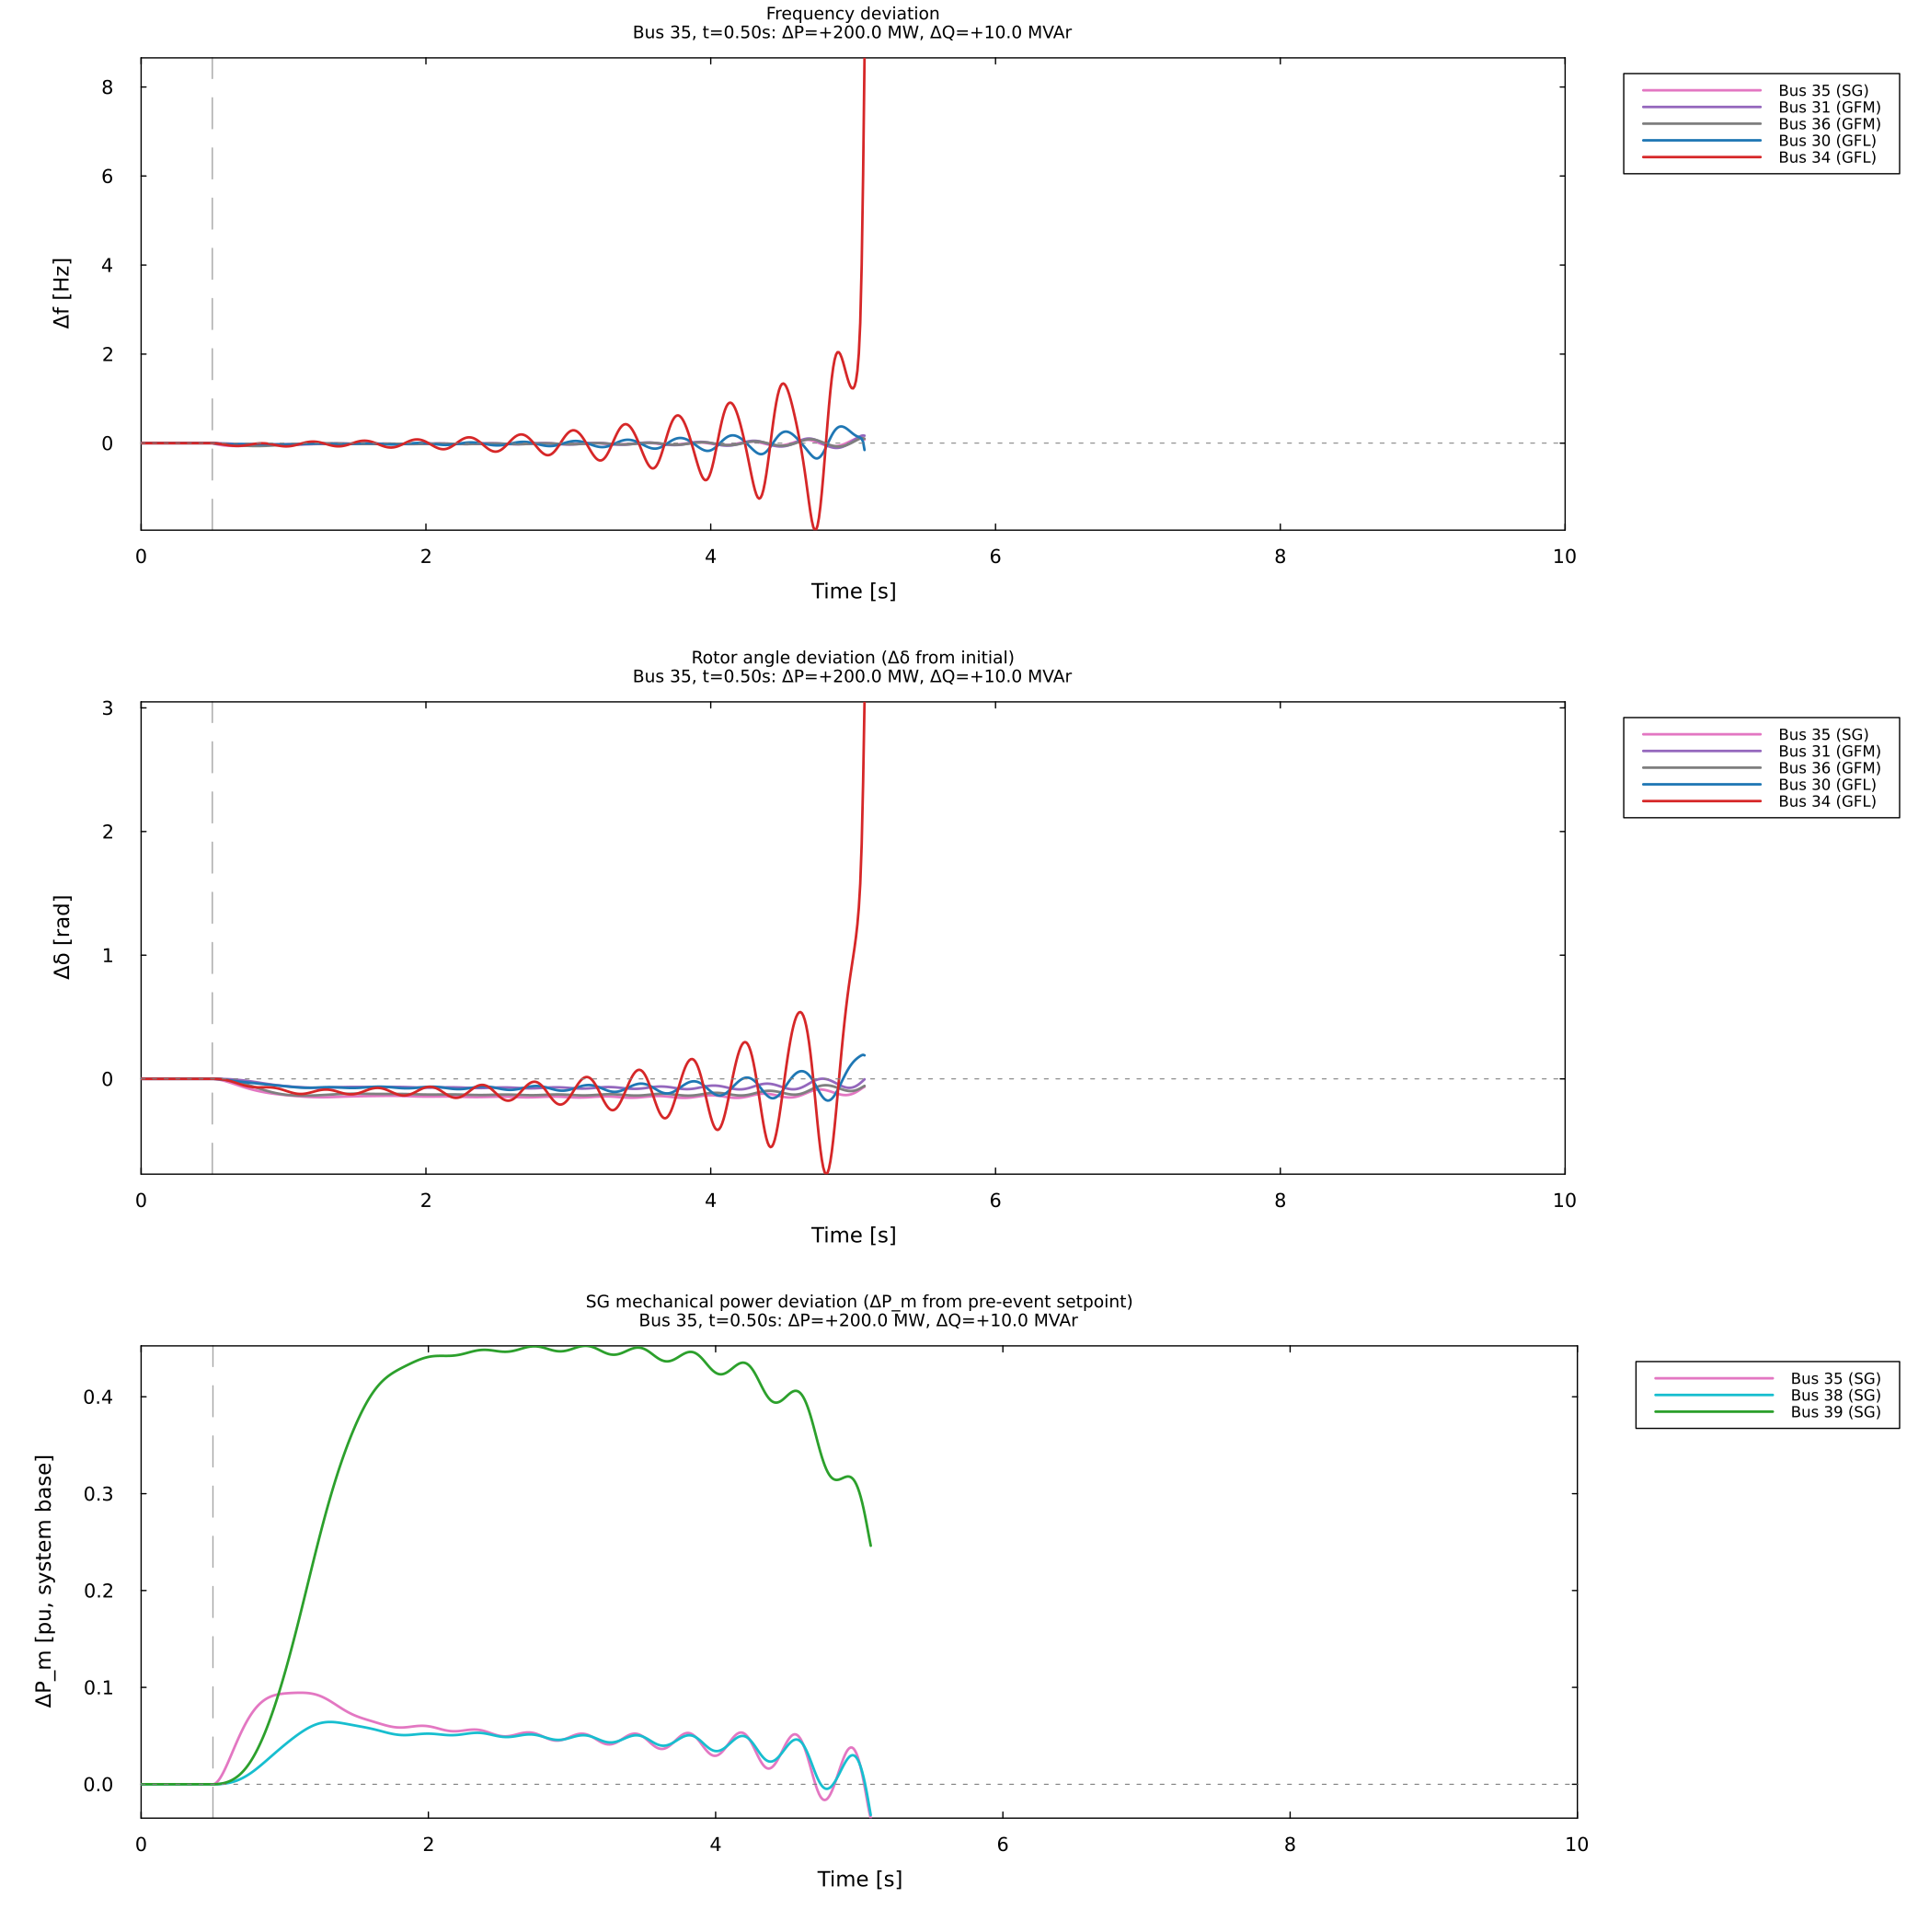 Frequency deviation
Bus 35, t=0.50s: ΔP=+200.0 MW, ΔQ=+10.0 MVAr
Δf [Hz]
8
6
4
2
0
0 2 4 6 8 10
Time [s]
Bus 35 (SG)
Bus 31 (GFM)
Bus 36 (GFM)
Bus 30 (GFL)
Bus 34 (GFL)
Rotor angle deviation (Δδ from initial)
Bus 35, t=0.50s: ΔP=+200.0 MW, ΔQ=+10.0 MVAr
Δδ [rad]
3
2
1
0
0 2 4 6 8 10
Time [s]
Bus 35 (SG)
Bus 31 (GFM)
Bus 36 (GFM)
Bus 30 (GFL)
Bus 34 (GFL)
SG mechanical power deviation (ΔP_m from pre-event setpoint)
Bus 35, t=0.50s: ΔP=+200.0 MW, ΔQ=+10.0 MVAr
ΔP_m [pu, system base]
0.4
0.3
0.2
0.1
0.0
0 2 4 6 8 10
Time [s]
Bus 35 (SG)
Bus 38 (SG)
Bus 39 (SG)